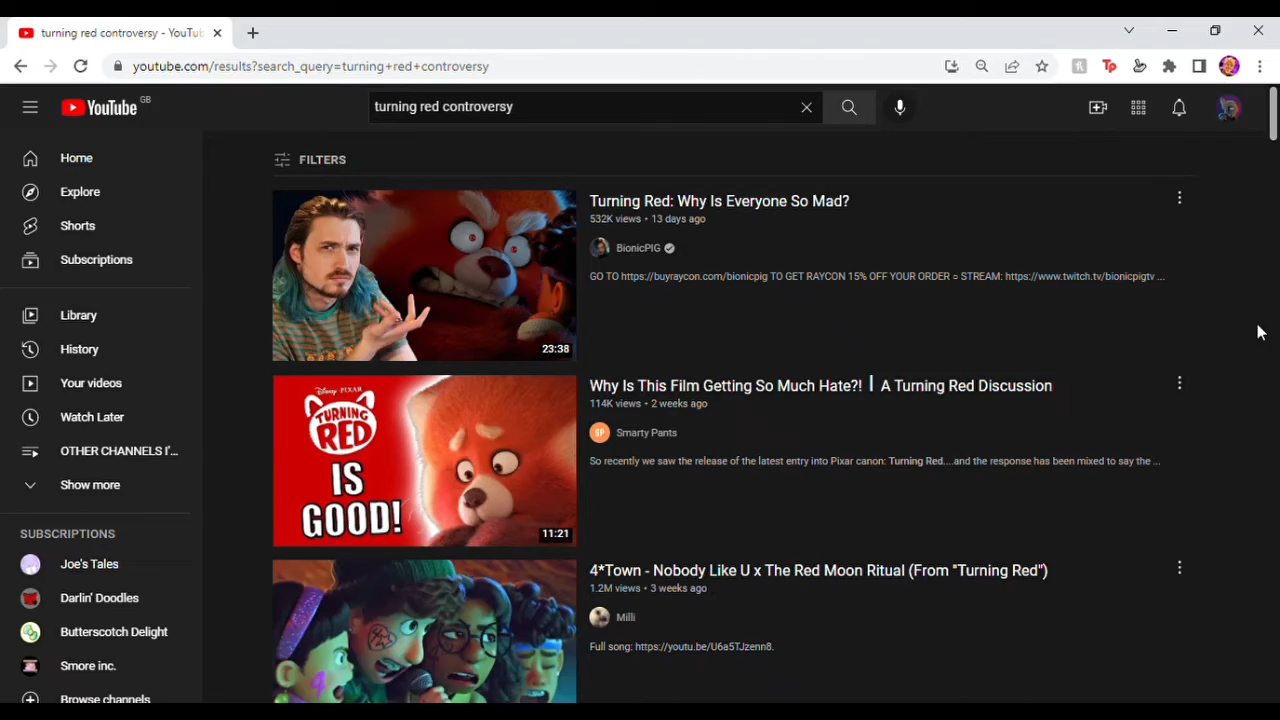 turning red controversy - YouTu
youtube.com/results?search_query=turning+red+controversy
Tp
YouTube GB
turning red controversy
Home
Explore
Shorts
Subscriptions
Library
History
Your videos
Watch Later
OTHER CHANNELS I'...
Show more
SUBSCRIPTIONS
Joe's Tales
Darlin' Doodles
Butterscotch Delight
Smore inc.
Browse channels
FILTERS
23:38
Turning Red: Why Is Everyone So Mad?
532K views • 13 days ago
BionicPIG
GO TO https://buyraycon.com/bionicpig TO GET RAYCON 15% OFF YOUR ORDER ○ STREAM: https://www.twitch.tv/bionicpigtv ...
Disney PIXAR
TURNING
RED
IS
GOOD!
11:21
Why Is This Film Getting So Much Hate?! | A Turning Red Discussion
114K views • 2 weeks ago
SP Smarty Pants
So recently we saw the release of the latest entry into Pixar canon: Turning Red....and the response has been mixed to say the ...
4
4*Town - Nobody Like U x The Red Moon Ritual (From "Turning Red")
1.2M views • 3 weeks ago
Milli
Full song: https://youtu.be/U6a5TJzenn8.